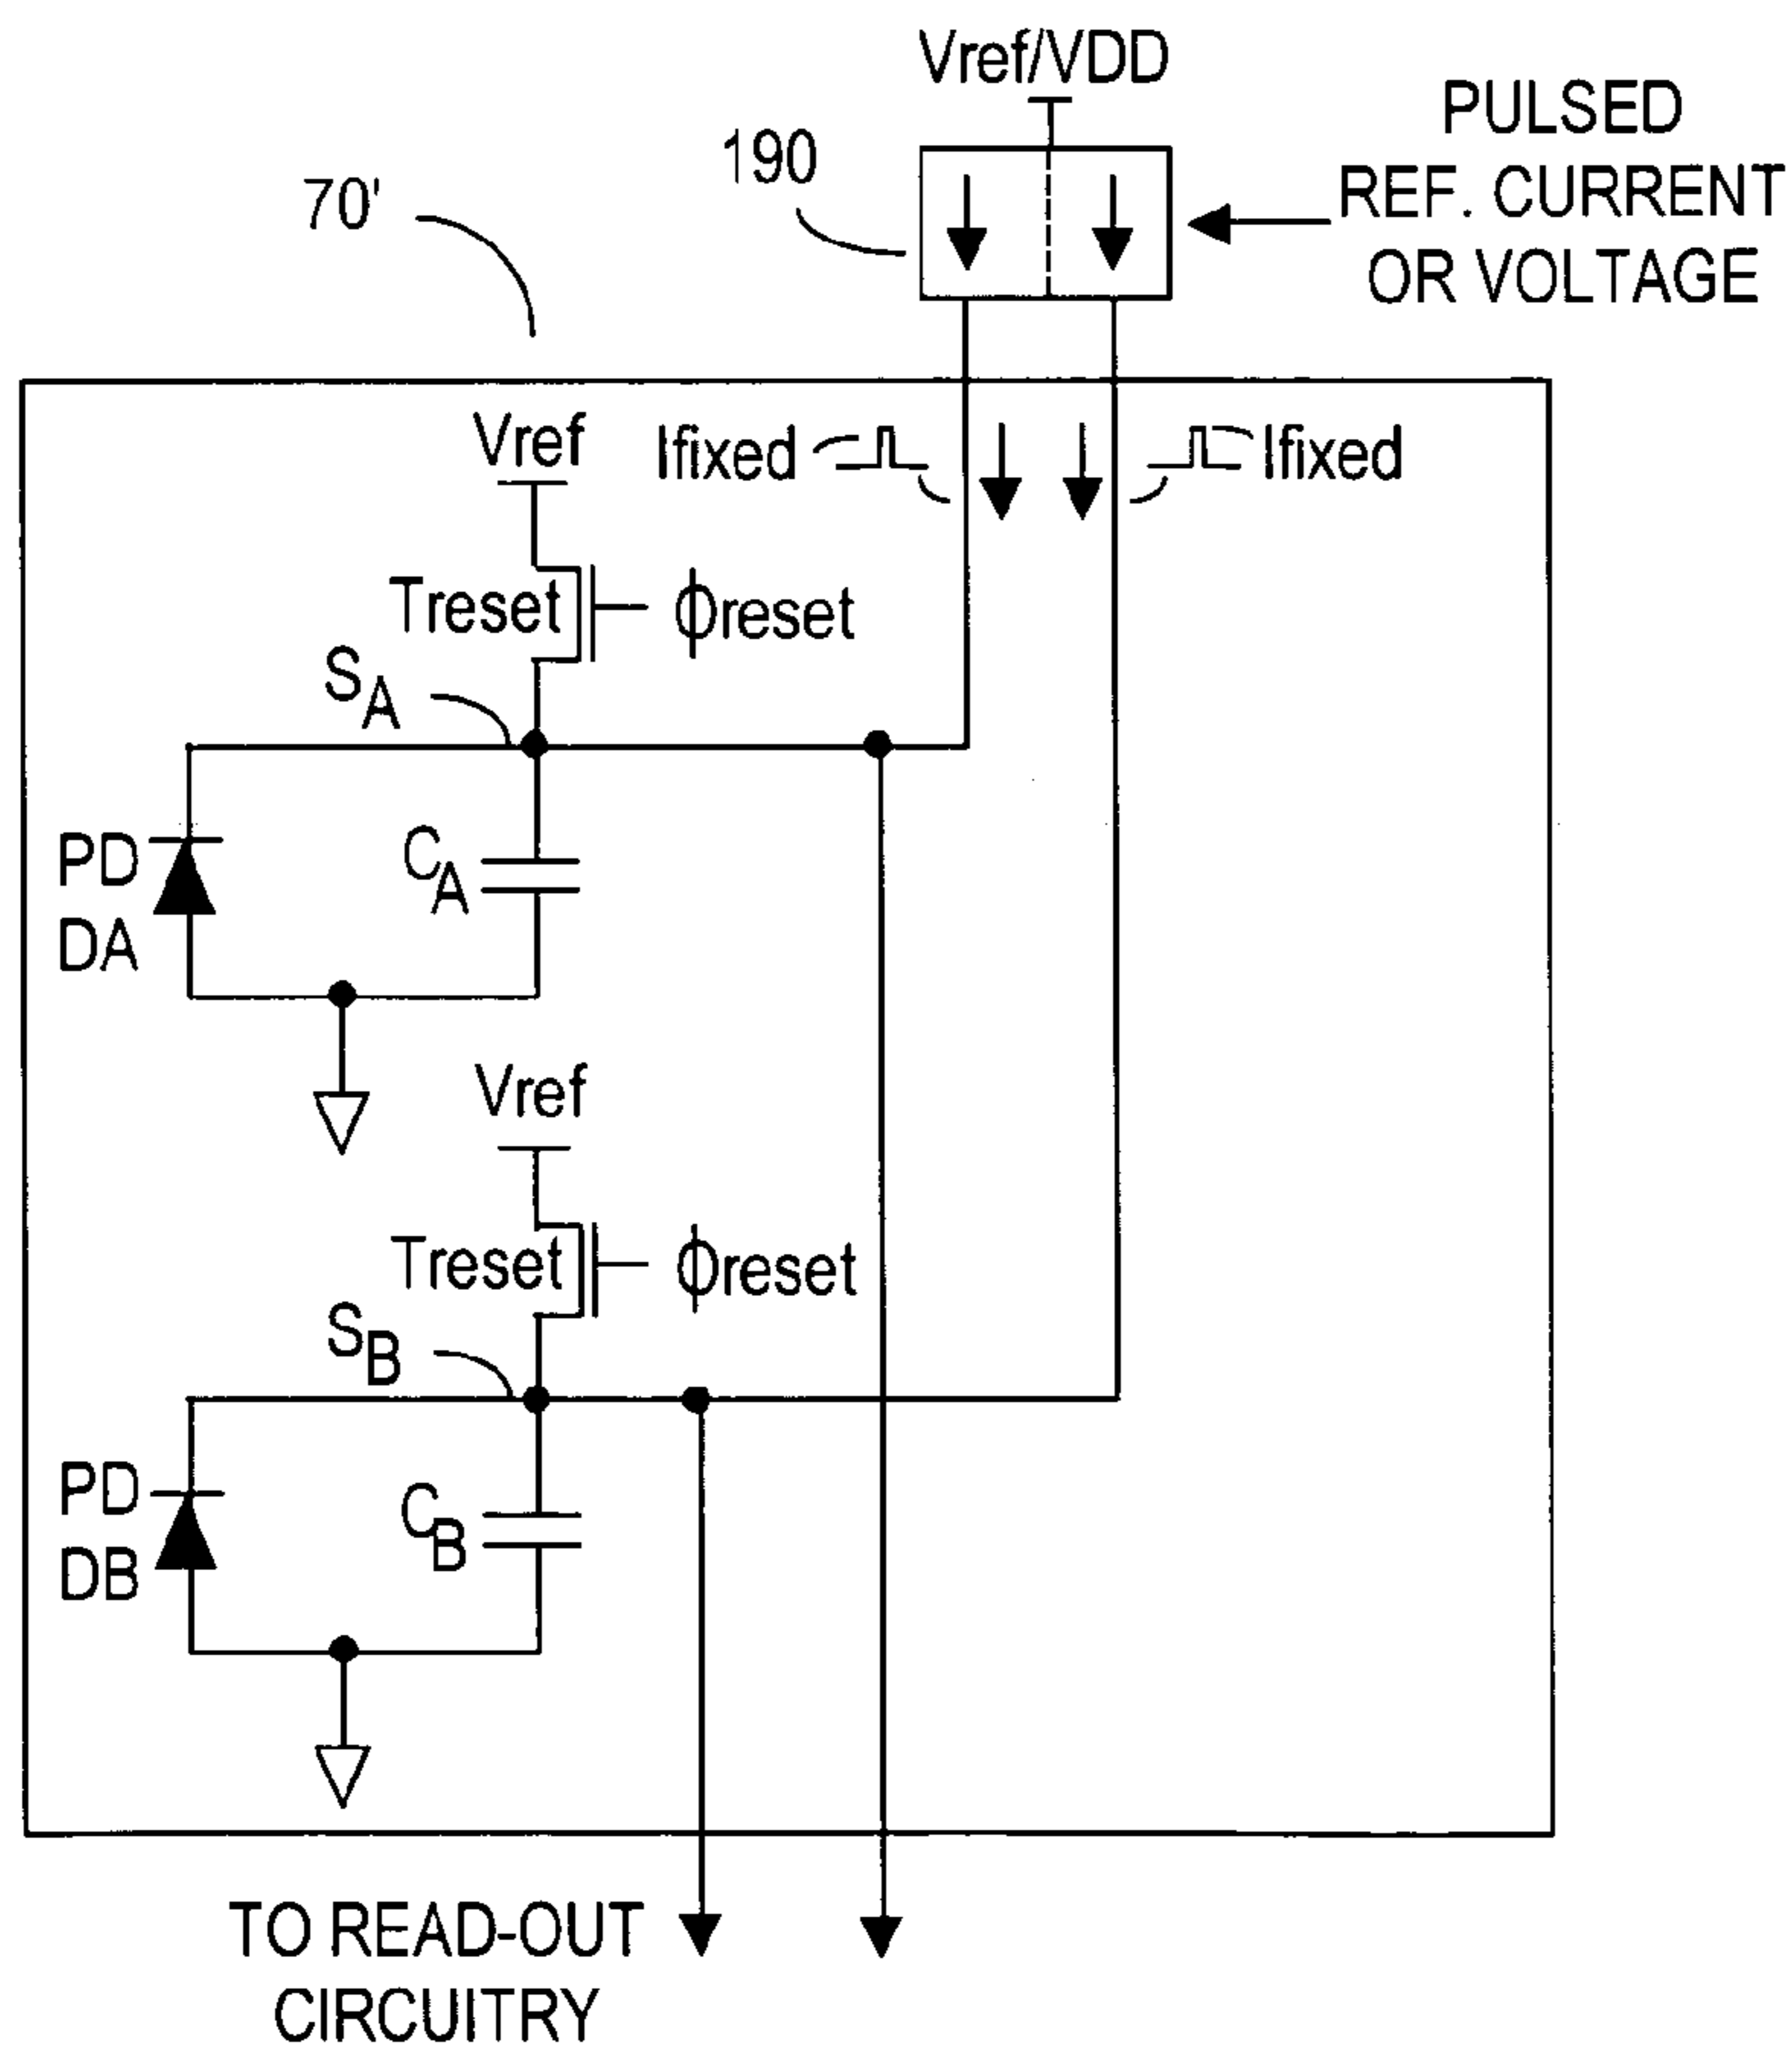 Vref/VDD
PULSED
REF. CURRENT
OR VOLTAGE
190
70'
Vref
Ifixed
Ifixed
Treset
ϕreset
SA
PD
DA
CA
Vref
Treset
ϕreset
SB
PD
DB
CB
TO READ-OUT
CIRCUITRY